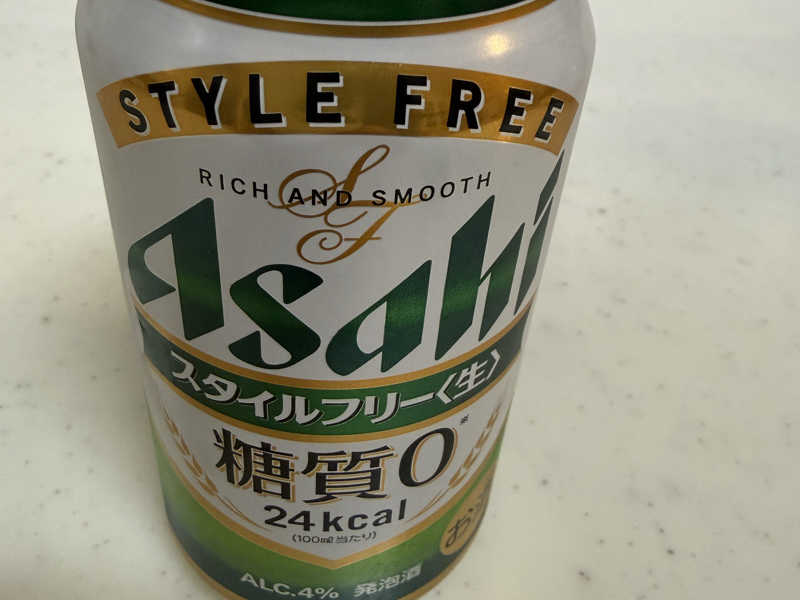 STYLE FREE
RICH AND SMOOTH
SF
Asahi
スタイルフリー〈生〉
糖質0※
24kcal
(100ml当たり)
ALC.4% 発泡酒